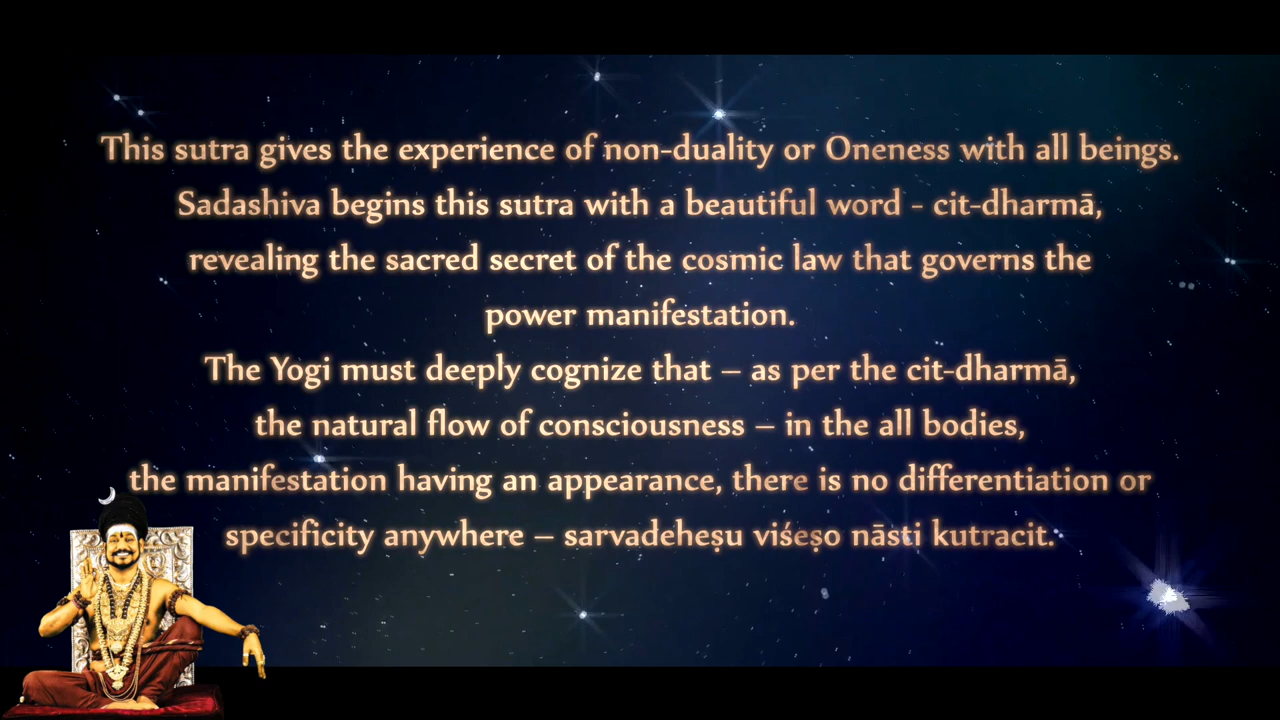 This sutra gives the experience of non-duality or Oneness with all beings.
Sadashiva begins this sutra with a beautiful word - cit-dharmā,
revealing the sacred secret of the cosmic law that governs the
power manifestation.
The Yogi must deeply cognize that – as per the cit-dharmā,
the natural flow of consciousness – in the all bodies,
the manifestation having an appearance, there is no differentiation or
specificity anywhere – sarvadeheṣu viśeṣo nāsti kutracit.